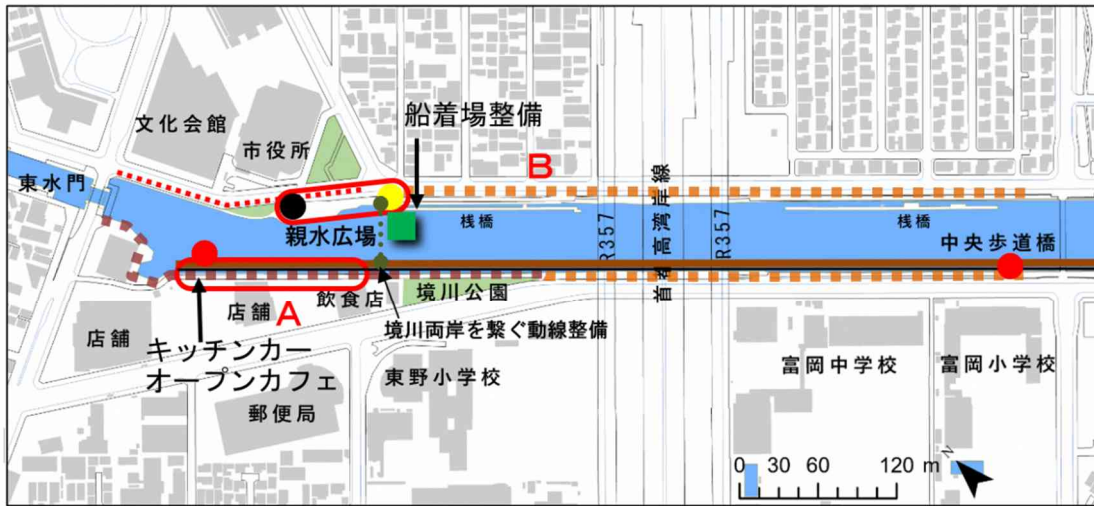 船着場整備
文化会館
市役所
B
東水門
親水広場
桟橋
R357
首都高湾岸線
R357
桟橋
中央歩道橋
店舗
店舗
A
飲食店
境川公園
境川両岸を繋ぐ動線整備
キッチンカー
オープンカフェ
郵便局
東野小学校
富岡中学校
富岡小学校
0 30 60 120 m
N